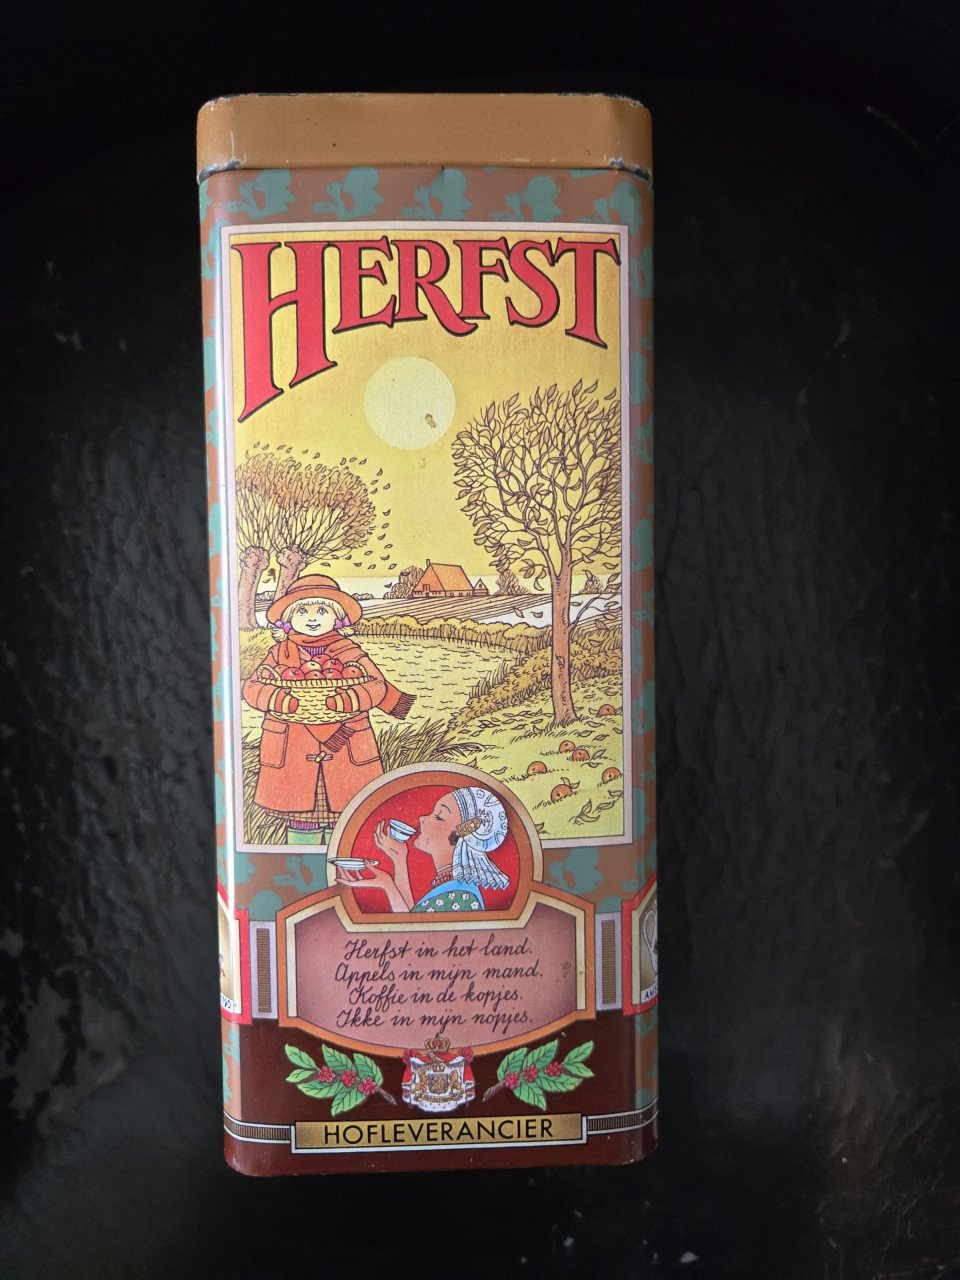 HERFST
Herfst in het land.
Appels in mijn mand.
Koffie in de kopjes.
Ikke in mijn nopjes.
HOFLEVERANCIER